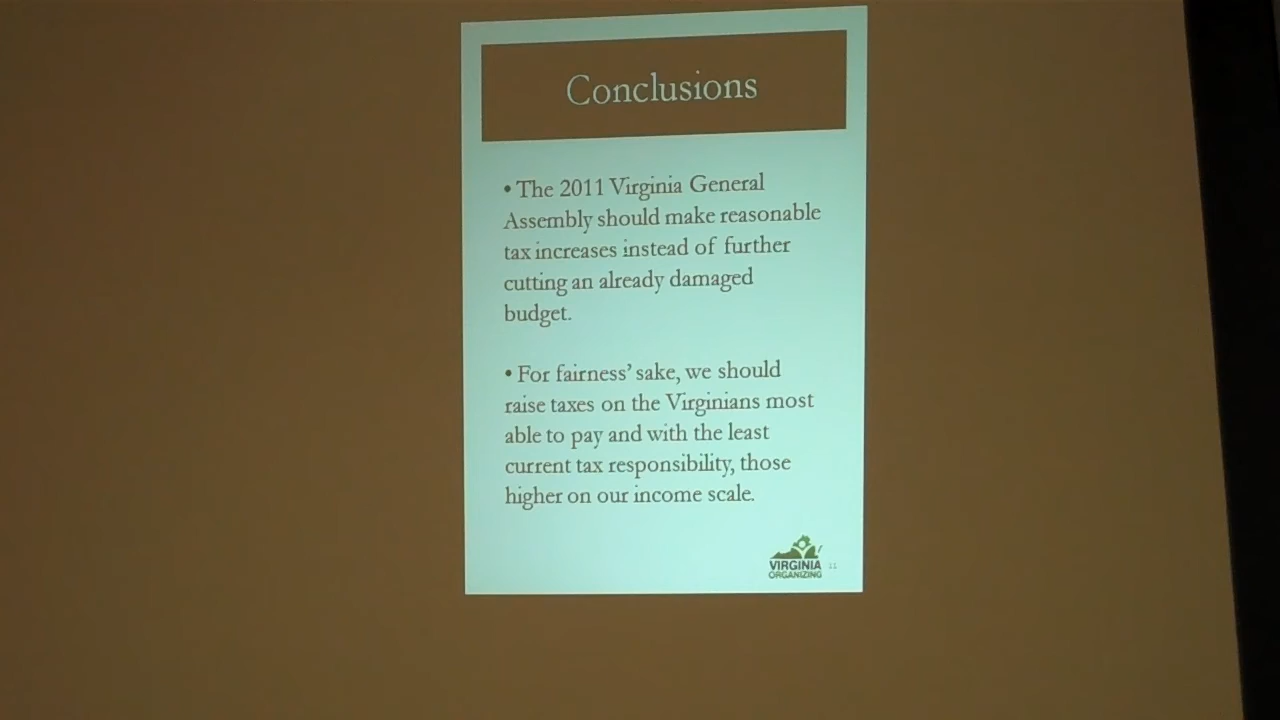 Conclusions
• The 2011 Virginia General
Assembly should make reasonable
tax increases instead of further
cutting an already damaged
budget.
• For fairness’ sake, we should
raise taxes on the Virginians most
able to pay and with the least
current tax responsibility, those
higher on our income scale.
VIRGINIA
ORGANIZING
11